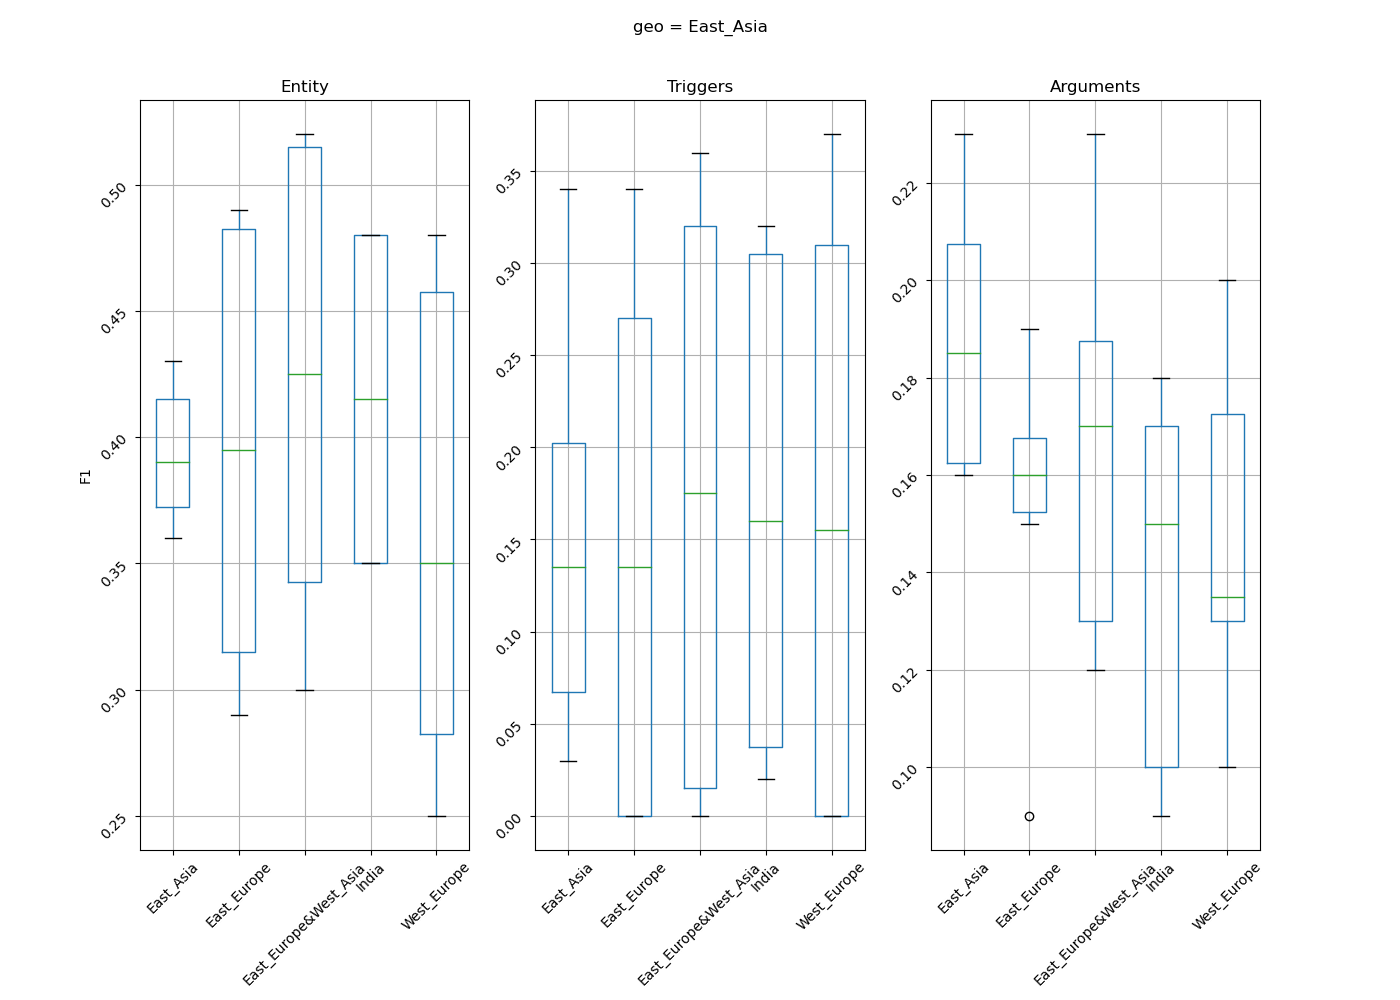 geo = East_Asia
Entity
Triggers
Arguments
F1
0.50
0.45
0.40
0.35
0.30
0.25
East_Asia
East_Europe
East_Europe&West_Asia
India
West_Europe
0.35
0.30
0.25
0.20
0.15
0.10
0.05
0.00
East_Asia
East_Europe
East_Europe&West_Asia
India
West_Europe
0.22
0.20
0.18
0.16
0.14
0.12
0.10
East_Asia
East_Europe
East_Europe&West_Asia
India
West_Europe